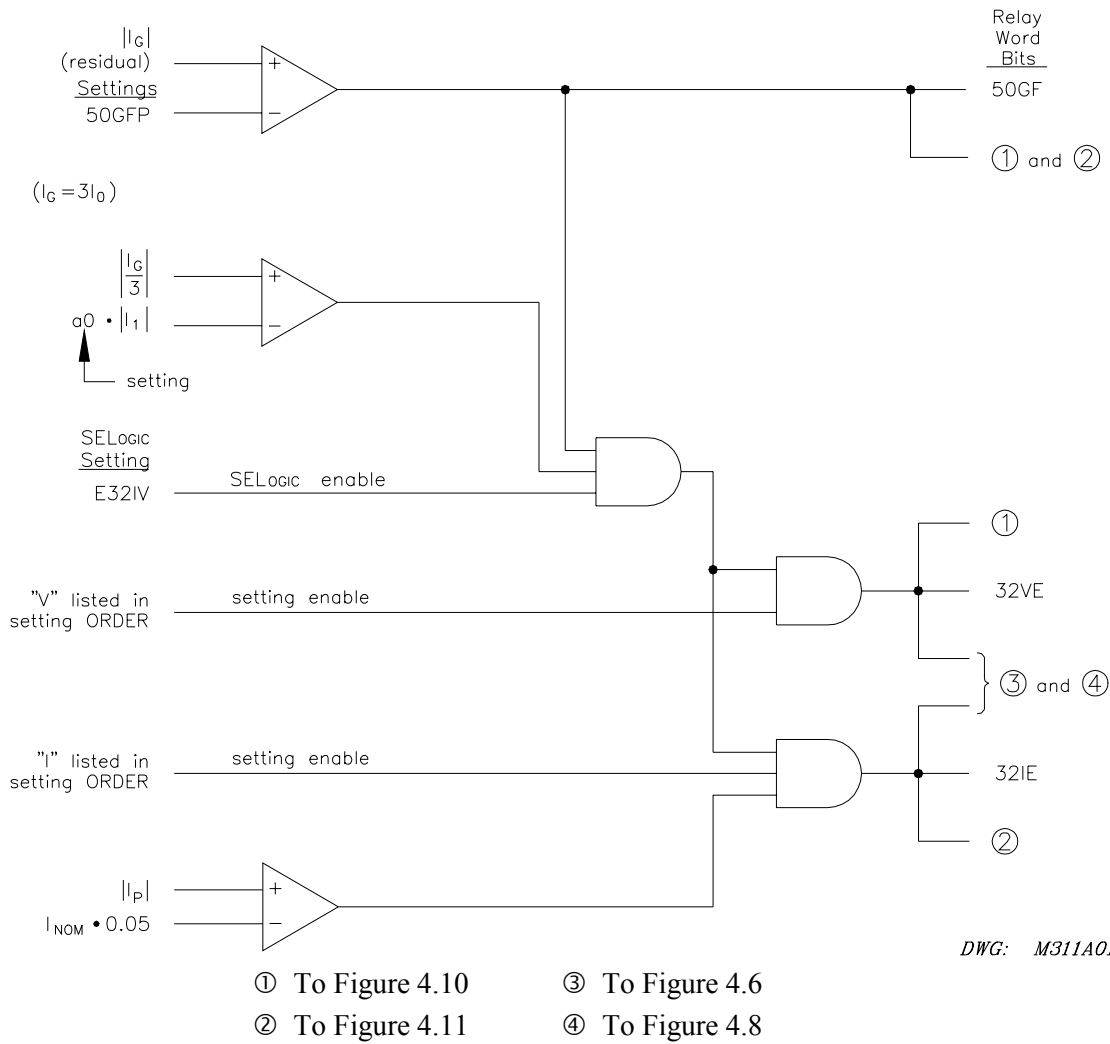 |IG|
(residual)
Settings
50GFP
Relay
Word
Bits
50GF
① and ②
(IG=3I0)
|IG/3|
a0 • |I1|
setting
SELOGIC
Setting
E32IV
SELOGIC enable
①
"V" listed in
setting ORDER
setting enable
32VE
③ and ④
"I" listed in
setting ORDER
setting enable
32IE
②
|IP|
INOM • 0.05
DWG: M311A0
① To Figure 4.10
③ To Figure 4.6
② To Figure 4.11
④ To Figure 4.8